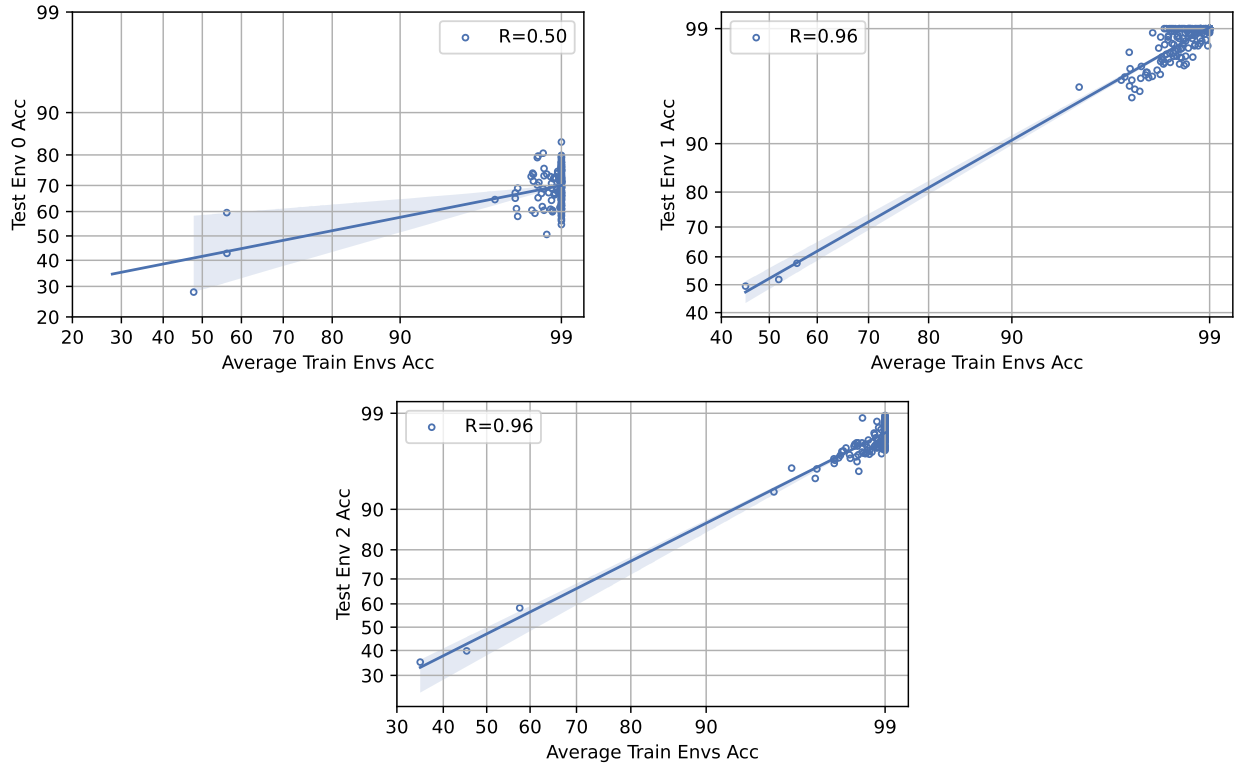 99
90
80
70
60
50
40
30
20
Test Env 0 Acc
R=0.50
20 30 40 50 60 70 80 90 99
Average Train Envs Acc
99
90
80
70
60
50
40
Test Env 1 Acc
R=0.96
40 50 60 70 80 90 99
Average Train Envs Acc
99
90
80
70
60
50
40
30
Test Env 2 Acc
R=0.96
30 40 50 60 70 80 90 99
Average Train Envs Acc